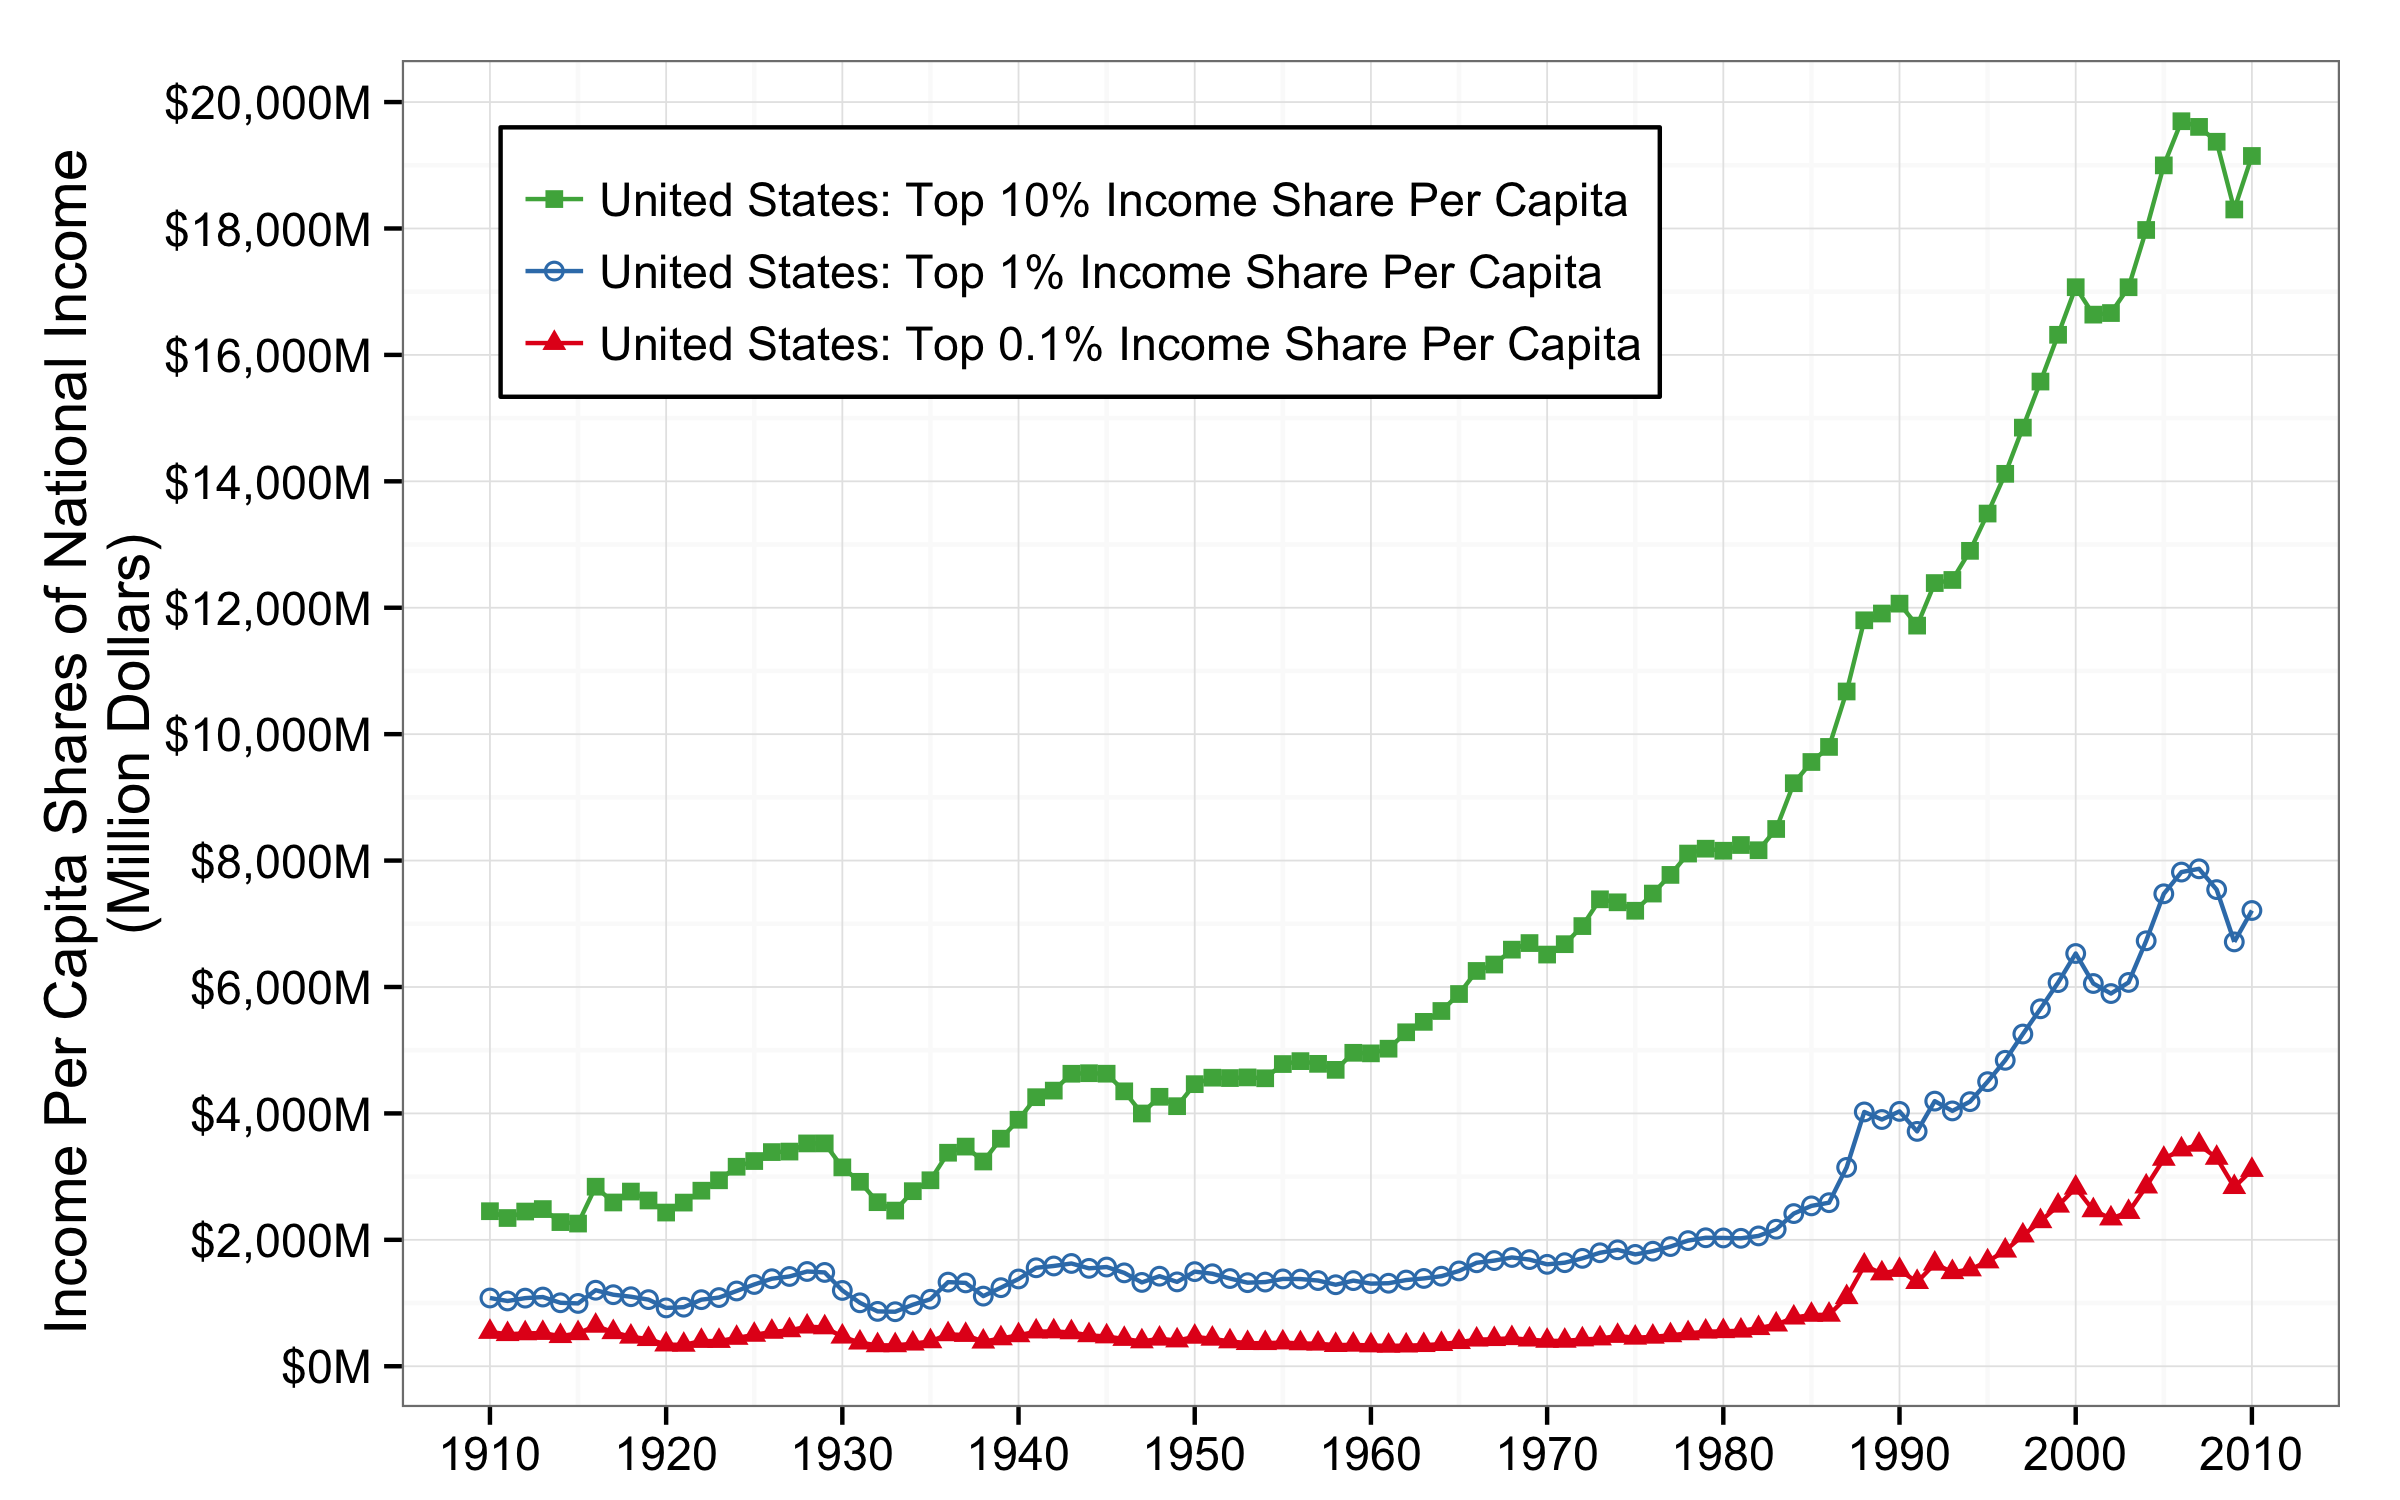 Income Per Capita Shares of National Income
(Million Dollars)
$20,000M
$18,000M
$16,000M
$14,000M
$12,000M
$10,000M
$8,000M
$6,000M
$4,000M
$2,000M
$0M
United States: Top 10% Income Share Per Capita
United States: Top 1% Income Share Per Capita
United States: Top 0.1% Income Share Per Capita
1910 1920 1930 1940 1950 1960 1970 1980 1990 2000 2010